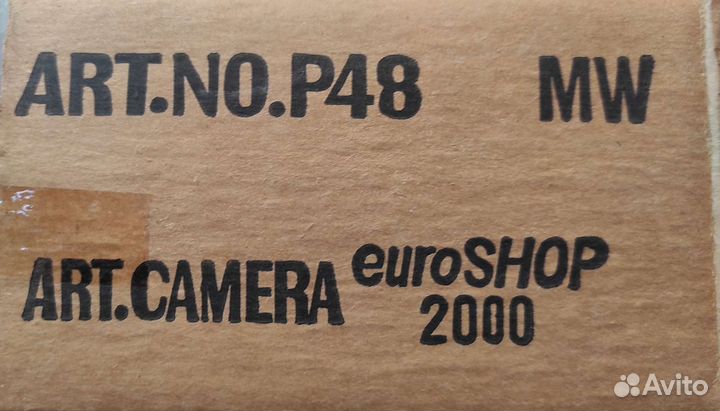 ART.NO.P48 MW
ART.CAMERA euroSHOP
2000
Avito